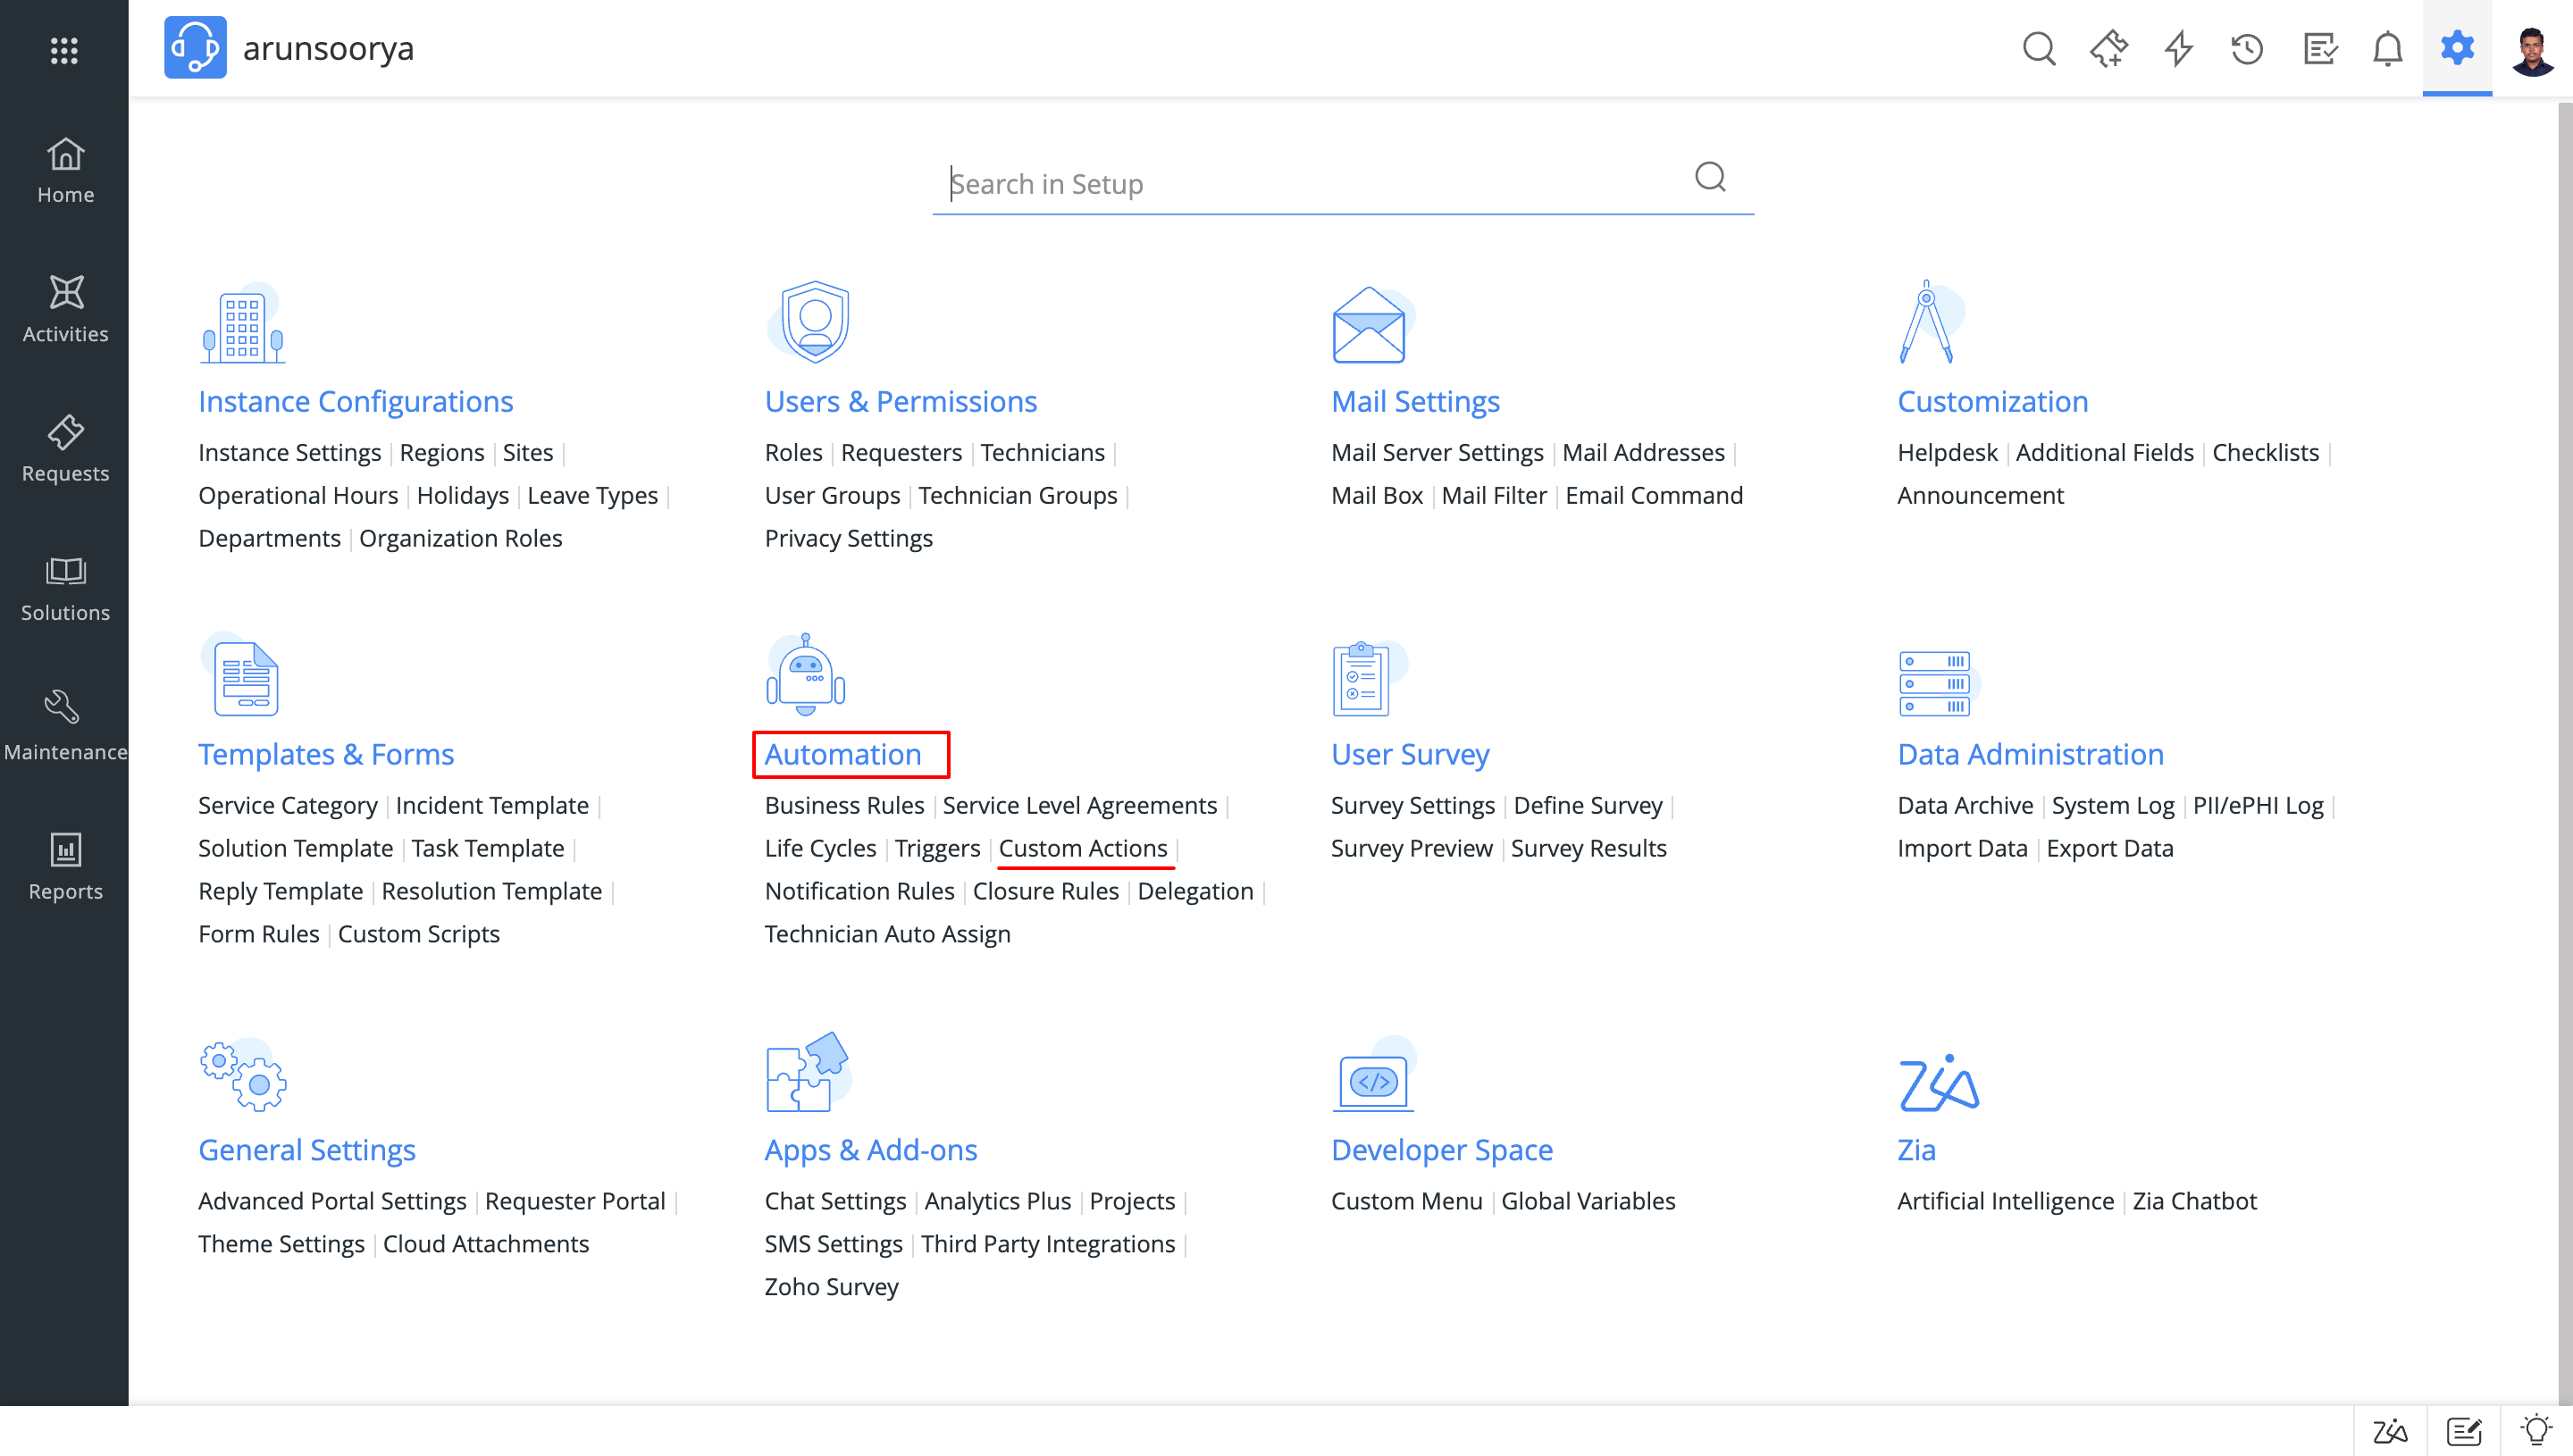 arunsoorya
Home
Activities
Requests
Solutions
Maintenance
Reports
Search in Setup
Instance Configurations
Instance Settings | Regions | Sites |
Operational Hours | Holidays | Leave Types |
Departments | Organization Roles
Users & Permissions
Roles | Requesters | Technicians |
User Groups | Technician Groups |
Privacy Settings
Mail Settings
Mail Server Settings | Mail Addresses |
Mail Box | Mail Filter | Email Command
Customization
Helpdesk | Additional Fields | Checklists |
Announcement
Templates & Forms
Service Category | Incident Template |
Solution Template | Task Template |
Reply Template | Resolution Template |
Form Rules | Custom Scripts
Automation
Business Rules | Service Level Agreements |
Life Cycles | Triggers | Custom Actions |
Notification Rules | Closure Rules | Delegation |
Technician Auto Assign
User Survey
Survey Settings | Define Survey |
Survey Preview | Survey Results
Data Administration
Data Archive | System Log | PII/ePHI Log |
Import Data | Export Data
General Settings
Advanced Portal Settings | Requester Portal |
Theme Settings | Cloud Attachments
Apps & Add-ons
Chat Settings | Analytics Plus | Projects |
SMS Settings | Third Party Integrations |
Zoho Survey
</>
Developer Space
Custom Menu | Global Variables
Zia
Zia
Artificial Intelligence | Zia Chatbot
Zia